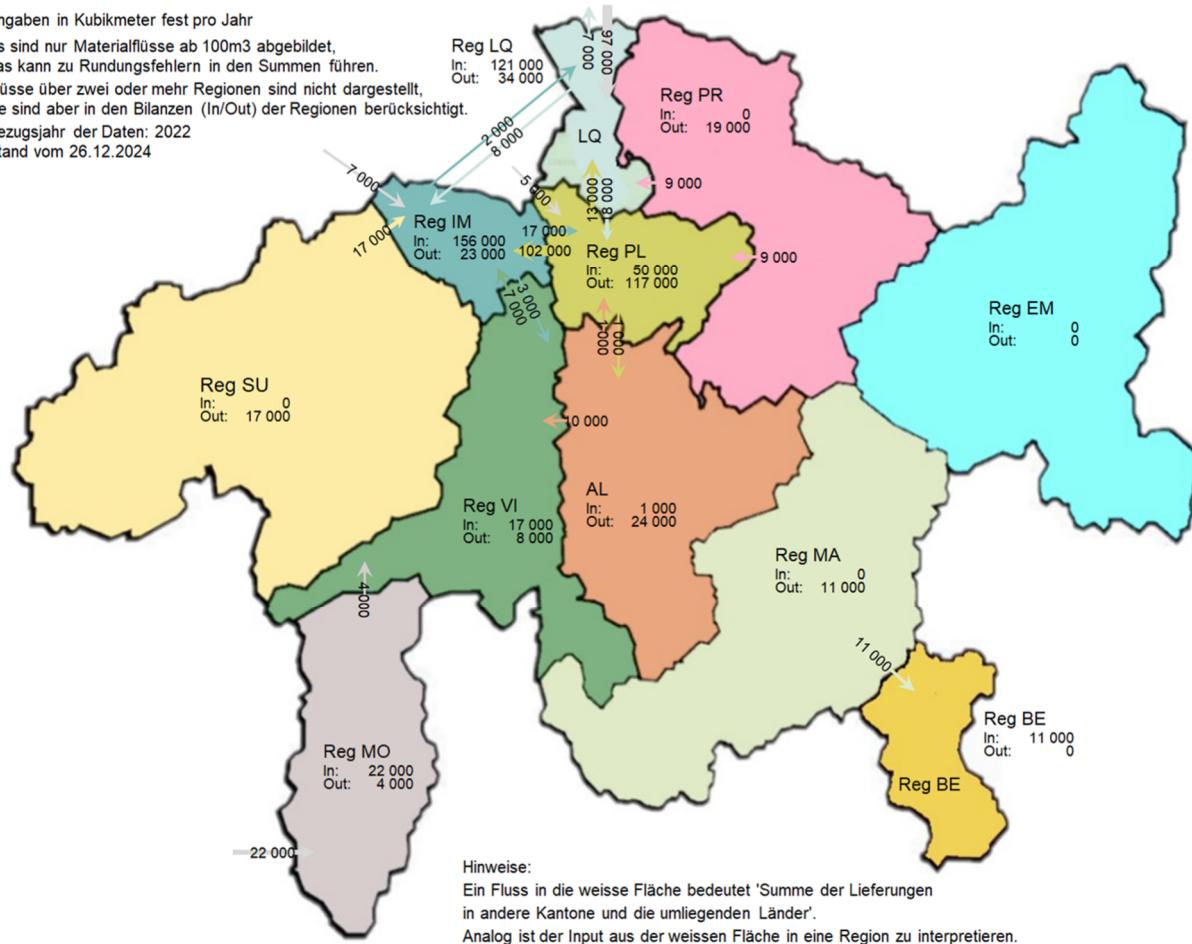 ngaben in Kubikmeter fest pro Jahr
s sind nur Materialflüsse ab 100m3 abgebildet,
as kann zu Rundungsfehlern in den Summen führen.
üsse über zwei oder mehr Regionen sind nicht dargestellt,
e sind aber in den Bilanzen (In/Out) der Regionen berücksichtigt.
ezugsjahr der Daten: 2022
tand vom 26.12.2024
Reg LQ
In: 121 000
Out: 34 000
7 000
97 000
LQ
Reg PR
In: 0
Out: 19 000
2 000
8 000
7 000
5 000
13 000
18 000
9 000
17 000
Reg IM
In: 156 000
Out: 23 000
17 000
102 000
Reg PL
In: 50 000
Out: 117 000
9 000
3 000
7 000
1 000
1 000
Reg EM
In: 0
Out: 0
Reg SU
In: 0
Out: 17 000
10 000
Reg VI
In: 17 000
Out: 8 000
AL
In: 1 000
Out: 24 000
Reg MA
In: 0
Out: 11 000
4 000
11 000
Reg BE
In: 11 000
Out: 0
Reg BE
Reg MO
In: 22 000
Out: 4 000
22 000
Hinweise:
Ein Fluss in die weisse Fläche bedeutet 'Summe der Lieferungen
in andere Kantone und die umliegenden Länder'.
Analog ist der Input aus der weissen Fläche in eine Region zu interpretieren.